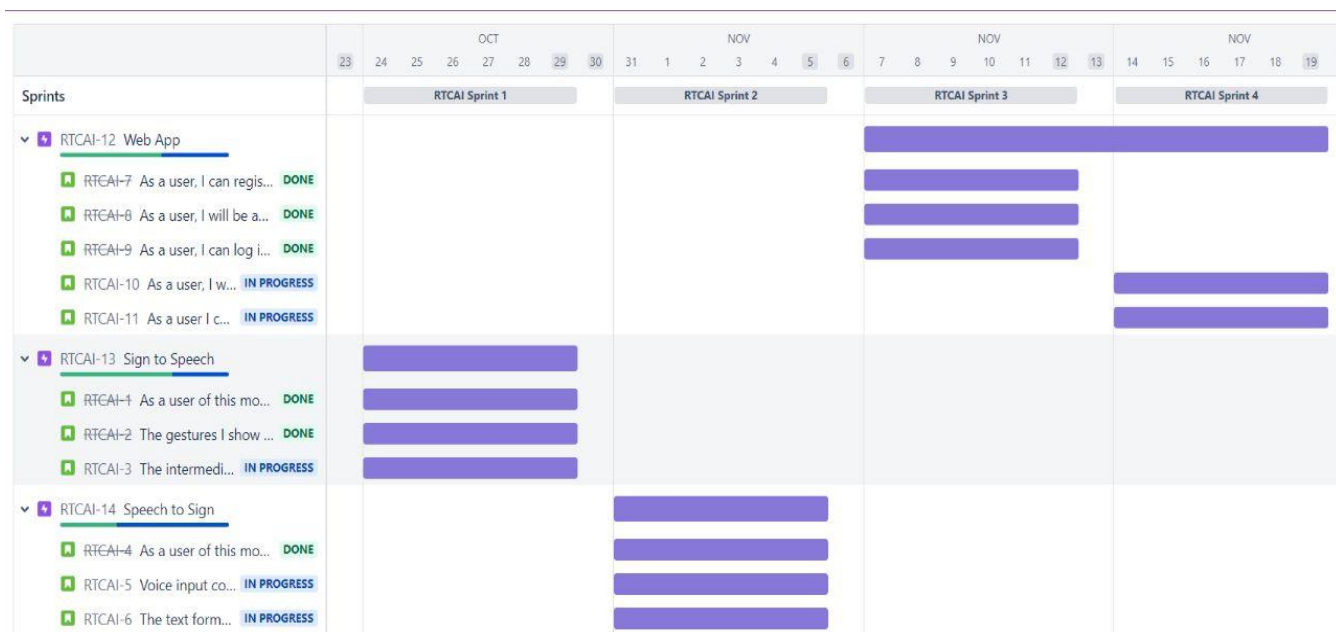 OCT NOV NOV NOV
23 24 25 26 27 28 29 30 31 1 2 3 4 5 6 7 8 9 10 11 12 13 14 15 16 17 18 19
Sprints RTCAI Sprint 1 RTCAI Sprint 2 RTCAI Sprint 3 RTCAI Sprint 4
RTCAI-12 Web App
RTCAI-7 As a user, I can regis... DONE
RTCAI-8 As a user, I will be a... DONE
RTCAI-9 As a user, I can log i... DONE
RTCAI-10 As a user, I w... IN PROGRESS
RTCAI-11 As a user I c... IN PROGRESS
RTCAI-13 Sign to Speech
RTCAI-1 As a user of this mo... DONE
RTCAI-2 The gestures I show ... DONE
RTCAI-3 The intermedi... IN PROGRESS
RTCAI-14 Speech to Sign
RTCAI-4 As a user of this mo... DONE
RTCAI-5 Voice input co... IN PROGRESS
RTCAI-6 The text form... IN PROGRESS